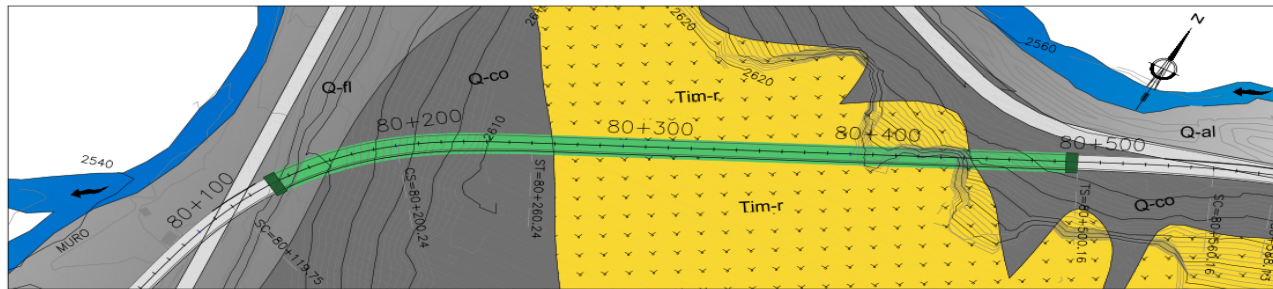 2620
2560
N
Q-fl
Q-co
2620
Tim-r
Q-al
80+200
80+300
80+400
80+500
2610
2540
80+100
MURO
SC=80+119.75
CS=80+200.24
ST=80+260.24
Tim-r
TS=80+500.16
Q-co
SC=80+560.16